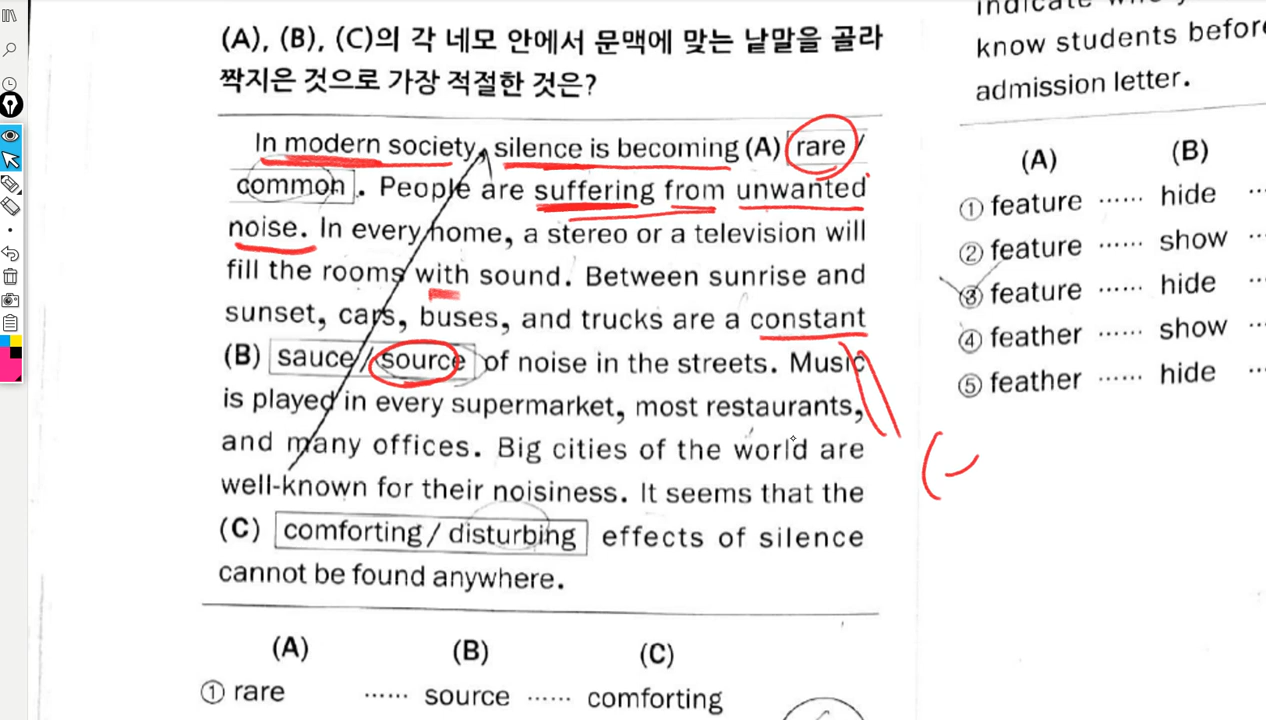 (A), (B), (C)의 각 네모 안에서 문맥에 맞는 낱말을 골라
짝지은 것으로 가장 적절한 것은?
In modern society, silence is becoming (A) rare /
common . People are suffering from unwanted
noise. In every home, a stereo or a television will
fill the rooms with sound. Between sunrise and
sunset, cars, buses, and trucks are a constant
(B) sauce / source of noise in the streets. Music
is played in every supermarket, most restaurants,
and many offices. Big cities of the world are
well-known for their noisiness. It seems that the
(C) comforting / disturbing effects of silence
cannot be found anywhere.
(A) (B) (C)
① rare ······ source ······ comforting
know students before
admission letter.
(A) (B)
① feature ······ hide ···
② feature ······ show ···
③ feature ······ hide ···
④ feather ······ show ···
⑤ feather ······ hide ···